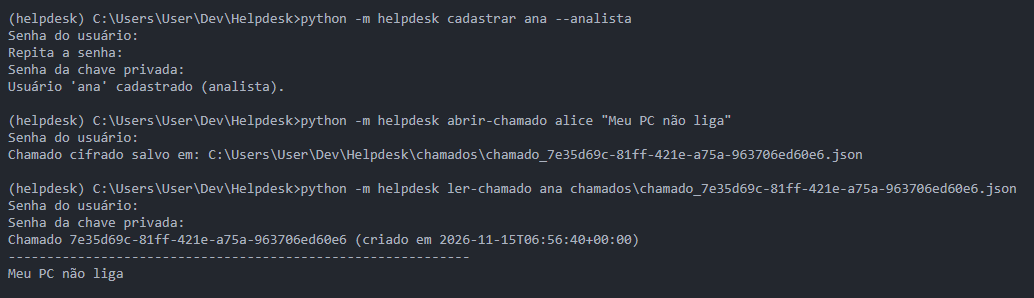 (helpdesk) C:\Users\User\Dev\Helpdesk>python -m helpdesk cadastrar ana --analista
Senha do usuário:
Repita a senha:
Senha da chave privada:
Usuário 'ana' cadastrado (analista).
(helpdesk) C:\Users\User\Dev\Helpdesk>python -m helpdesk abrir-chamado alice "Meu PC não liga"
Senha do usuário:
Chamado cifrado salvo em: C:\Users\User\Dev\Helpdesk\chamados\chamado_7e35d69c-81ff-421e-a75a-963706ed60e6.json
(helpdesk) C:\Users\User\Dev\Helpdesk>python -m helpdesk ler-chamado ana chamados\chamado_7e35d69c-81ff-421e-a75a-963706ed60e6.json
Senha do usuário:
Senha da chave privada:
Chamado 7e35d69c-81ff-421e-a75a-963706ed60e6 (criado em 2026-11-15T06:56:40+00:00)
------------------------------------------------------------
Meu PC não liga